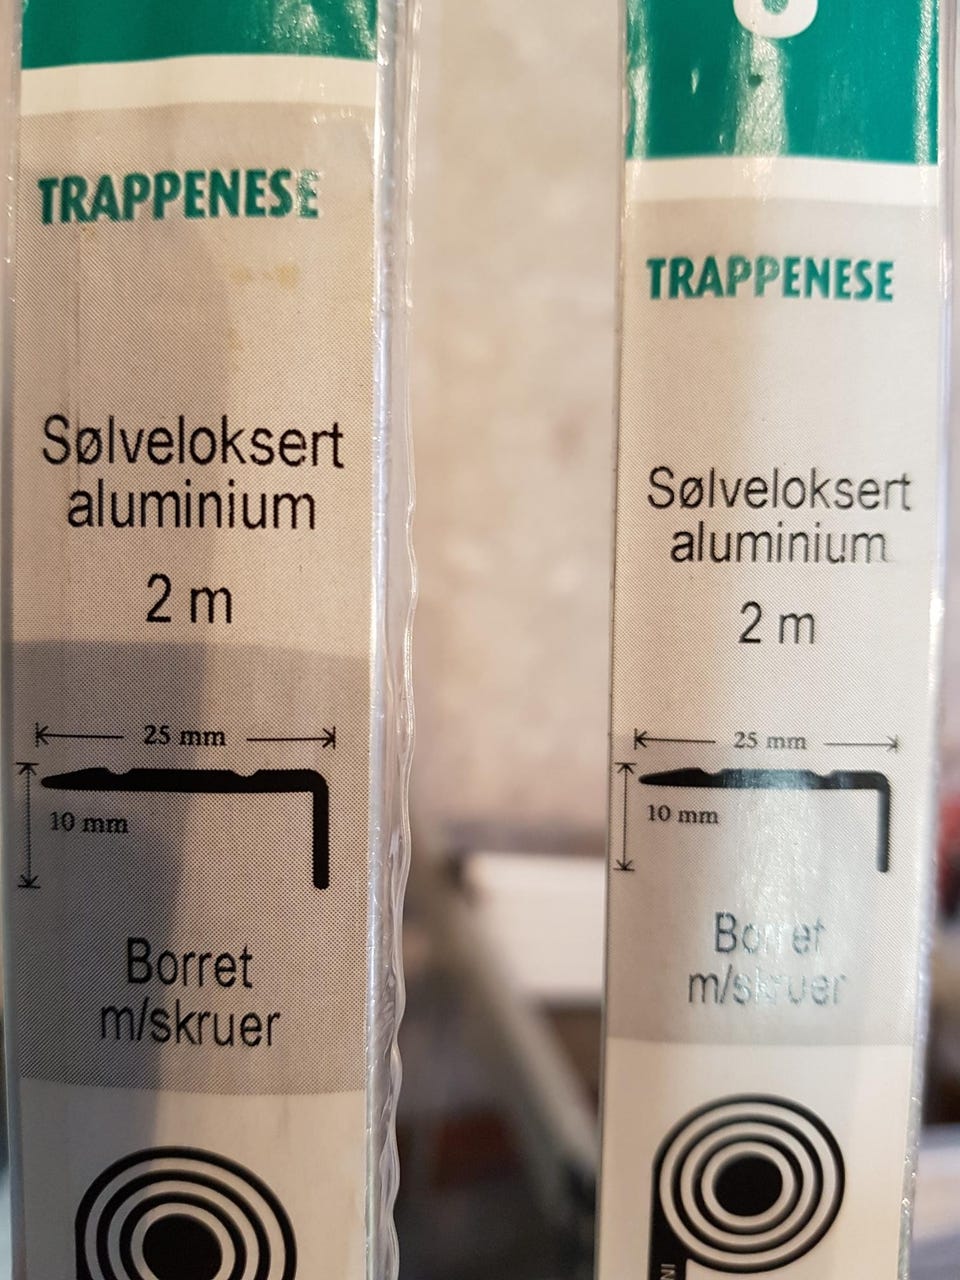 TRAPPENESE
Sølveloksert
aluminium
2 m
25 mm
10 mm
Borret
m/skruer
TRAPPENESE
Sølveloksert
aluminium
2 m
25 mm
10 mm
Borret
m/skruer